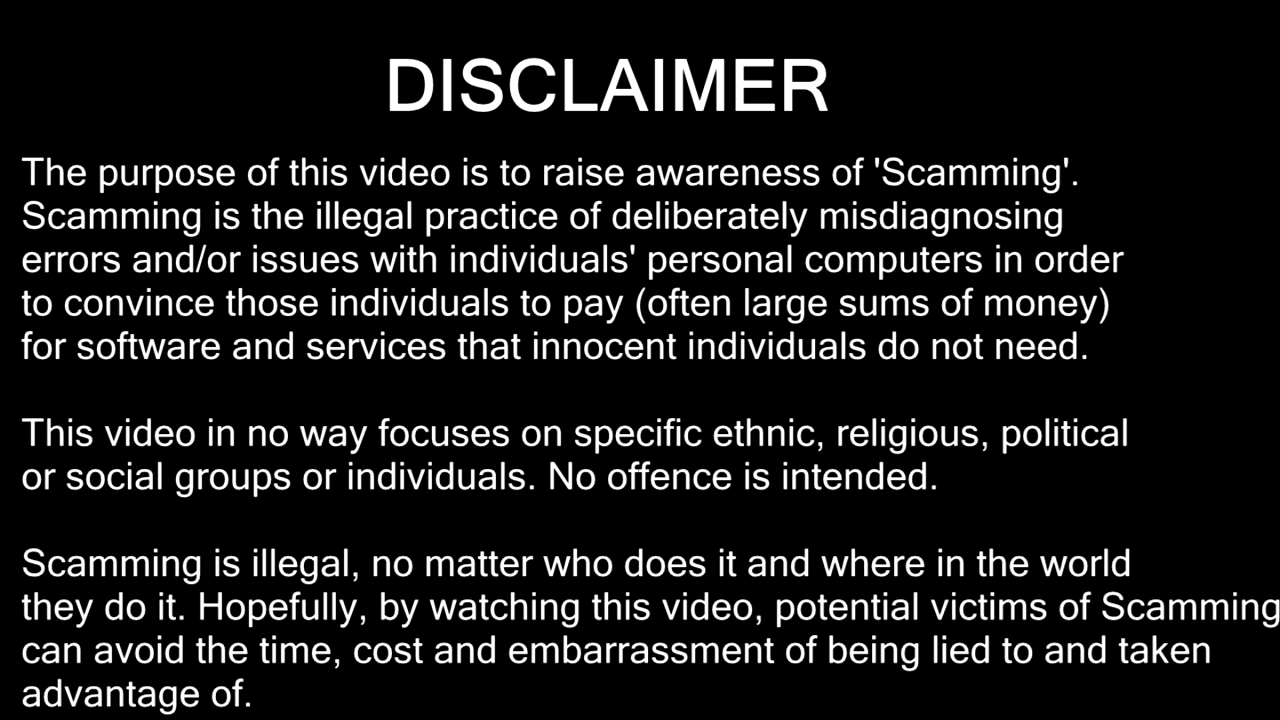 DISCLAIMER
The purpose of this video is to raise awareness of 'Scamming'.
Scamming is the illegal practice of deliberately misdiagnosing
errors and/or issues with individuals' personal computers in order
to convince those individuals to pay (often large sums of money)
for software and services that innocent individuals do not need.
This video in no way focuses on specific ethnic, religious, political
or social groups or individuals. No offence is intended.
Scamming is illegal, no matter who does it and where in the world
they do it. Hopefully, by watching this video, potential victims of Scamming
can avoid the time, cost and embarrassment of being lied to and taken
advantage of.